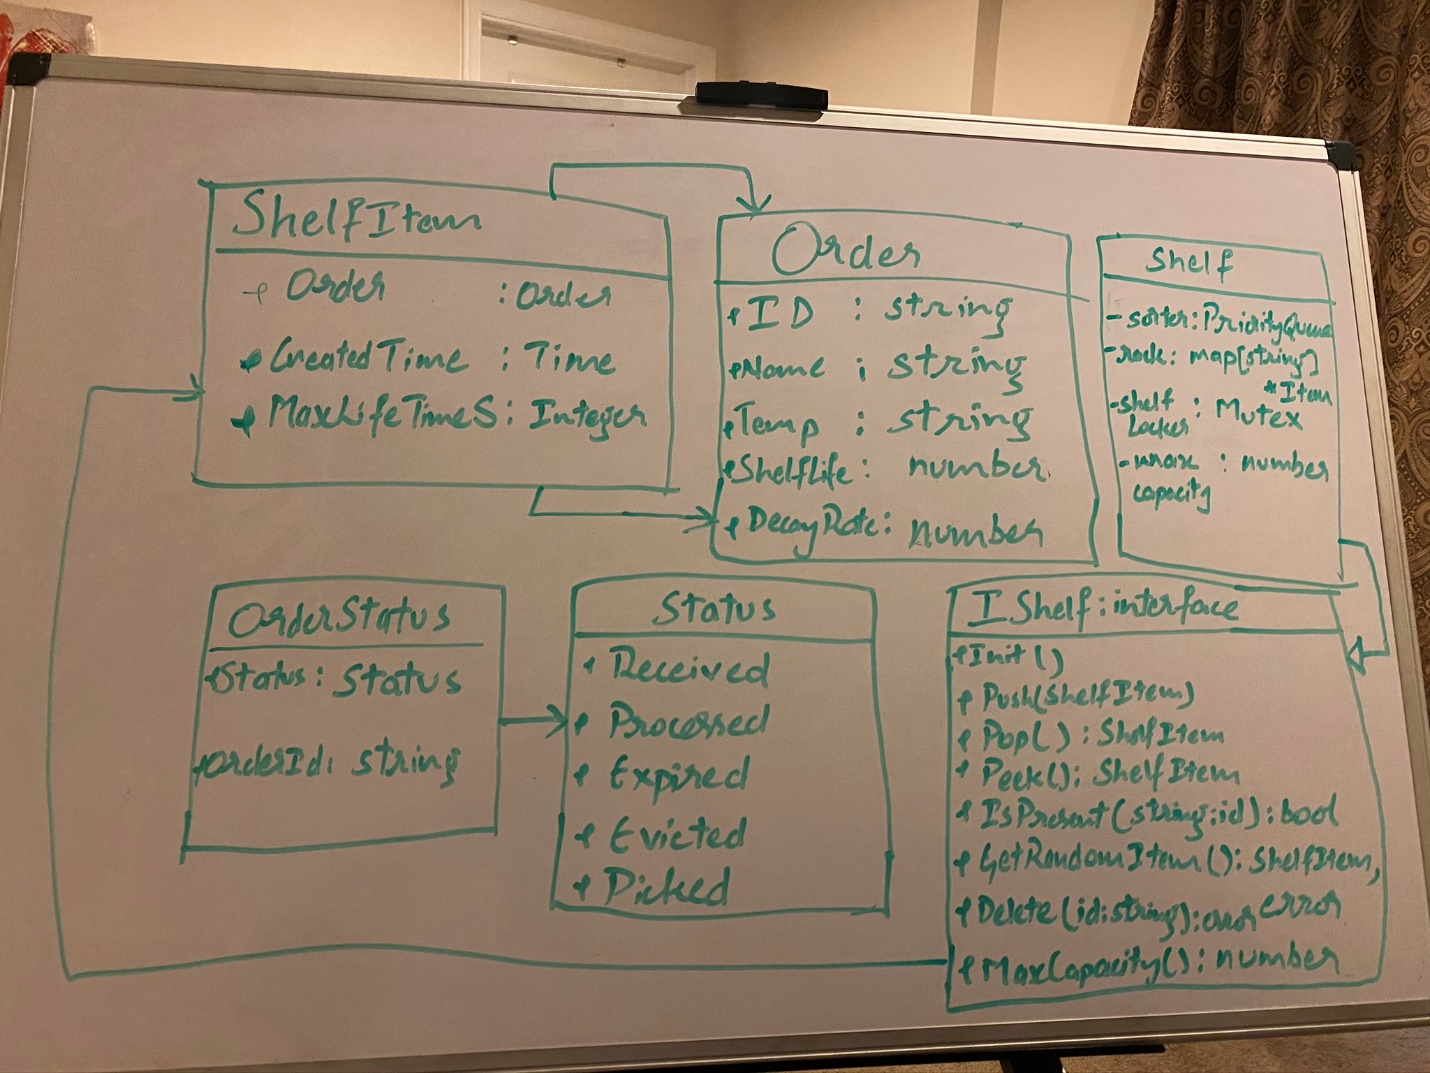 ShelfItem
+ Order : Order
+ CreatedTime : Time
+ MaxLifeTimeS : Integer
Order
+ ID : string
+ Name : string
+ Temp : string
+ ShelfLife : number
+ DecayRate : number
Shelf
- sorter : PriorityQueue
- rack : map[string]
*Item
- shelf
Locker : Mutex
- max : number
capacity
OrderStatus
+ Status : Status
+ OrderId : string
Status
+ Received
+ Processed
+ Expired
+ Evicted
+ Picked
IShelf : interface
+ Init()
+ Push(ShelfItem)
+ Pop() : ShelfItem
+ Peek() : ShelfItem
+ IsPresent(string:id) : bool
+ GetRandomItem() : ShelfItem,
error
+ Delete(id:string) : error
+ MaxCapacity() : number